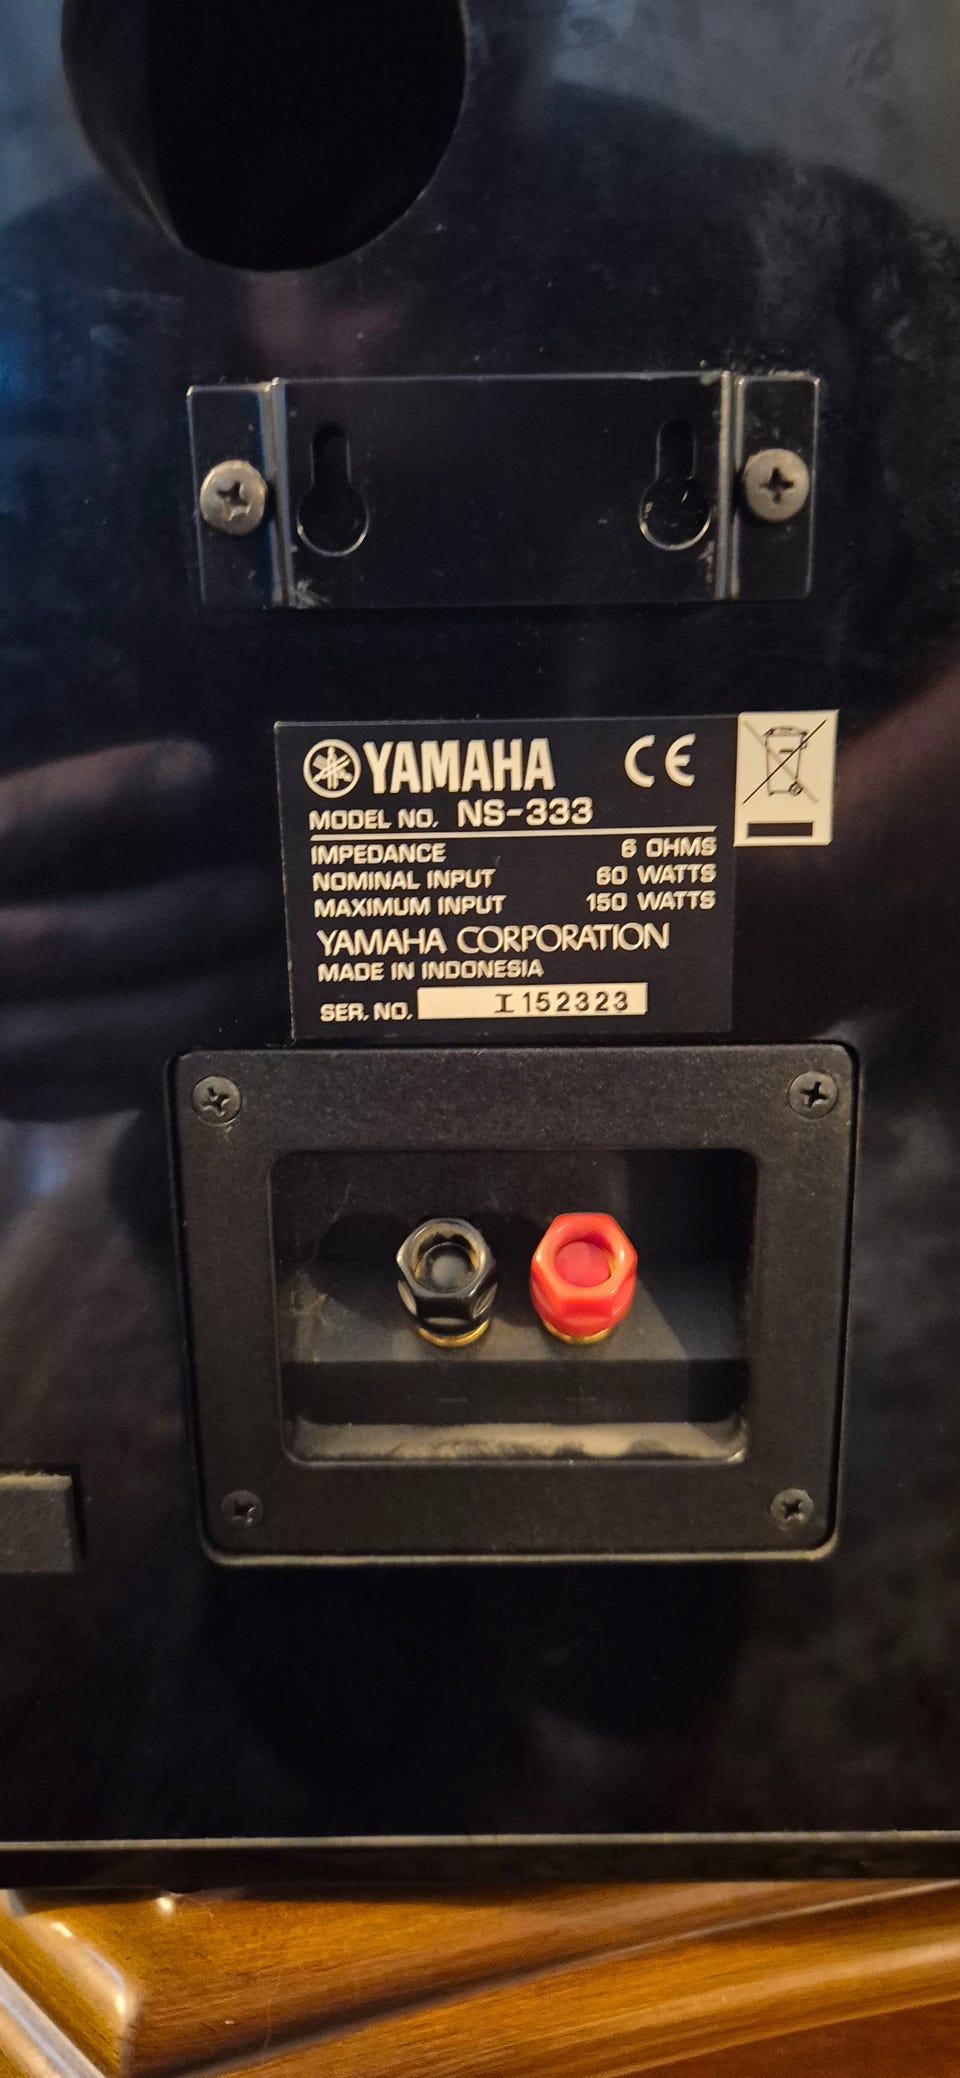 YAMAHA CE
MODEL NO. NS-333
IMPEDANCE 6 OHMS
NOMINAL INPUT 60 WATTS
MAXIMUM INPUT 150 WATTS
YAMAHA CORPORATION
MADE IN INDONESIA
SER. NO. I152323